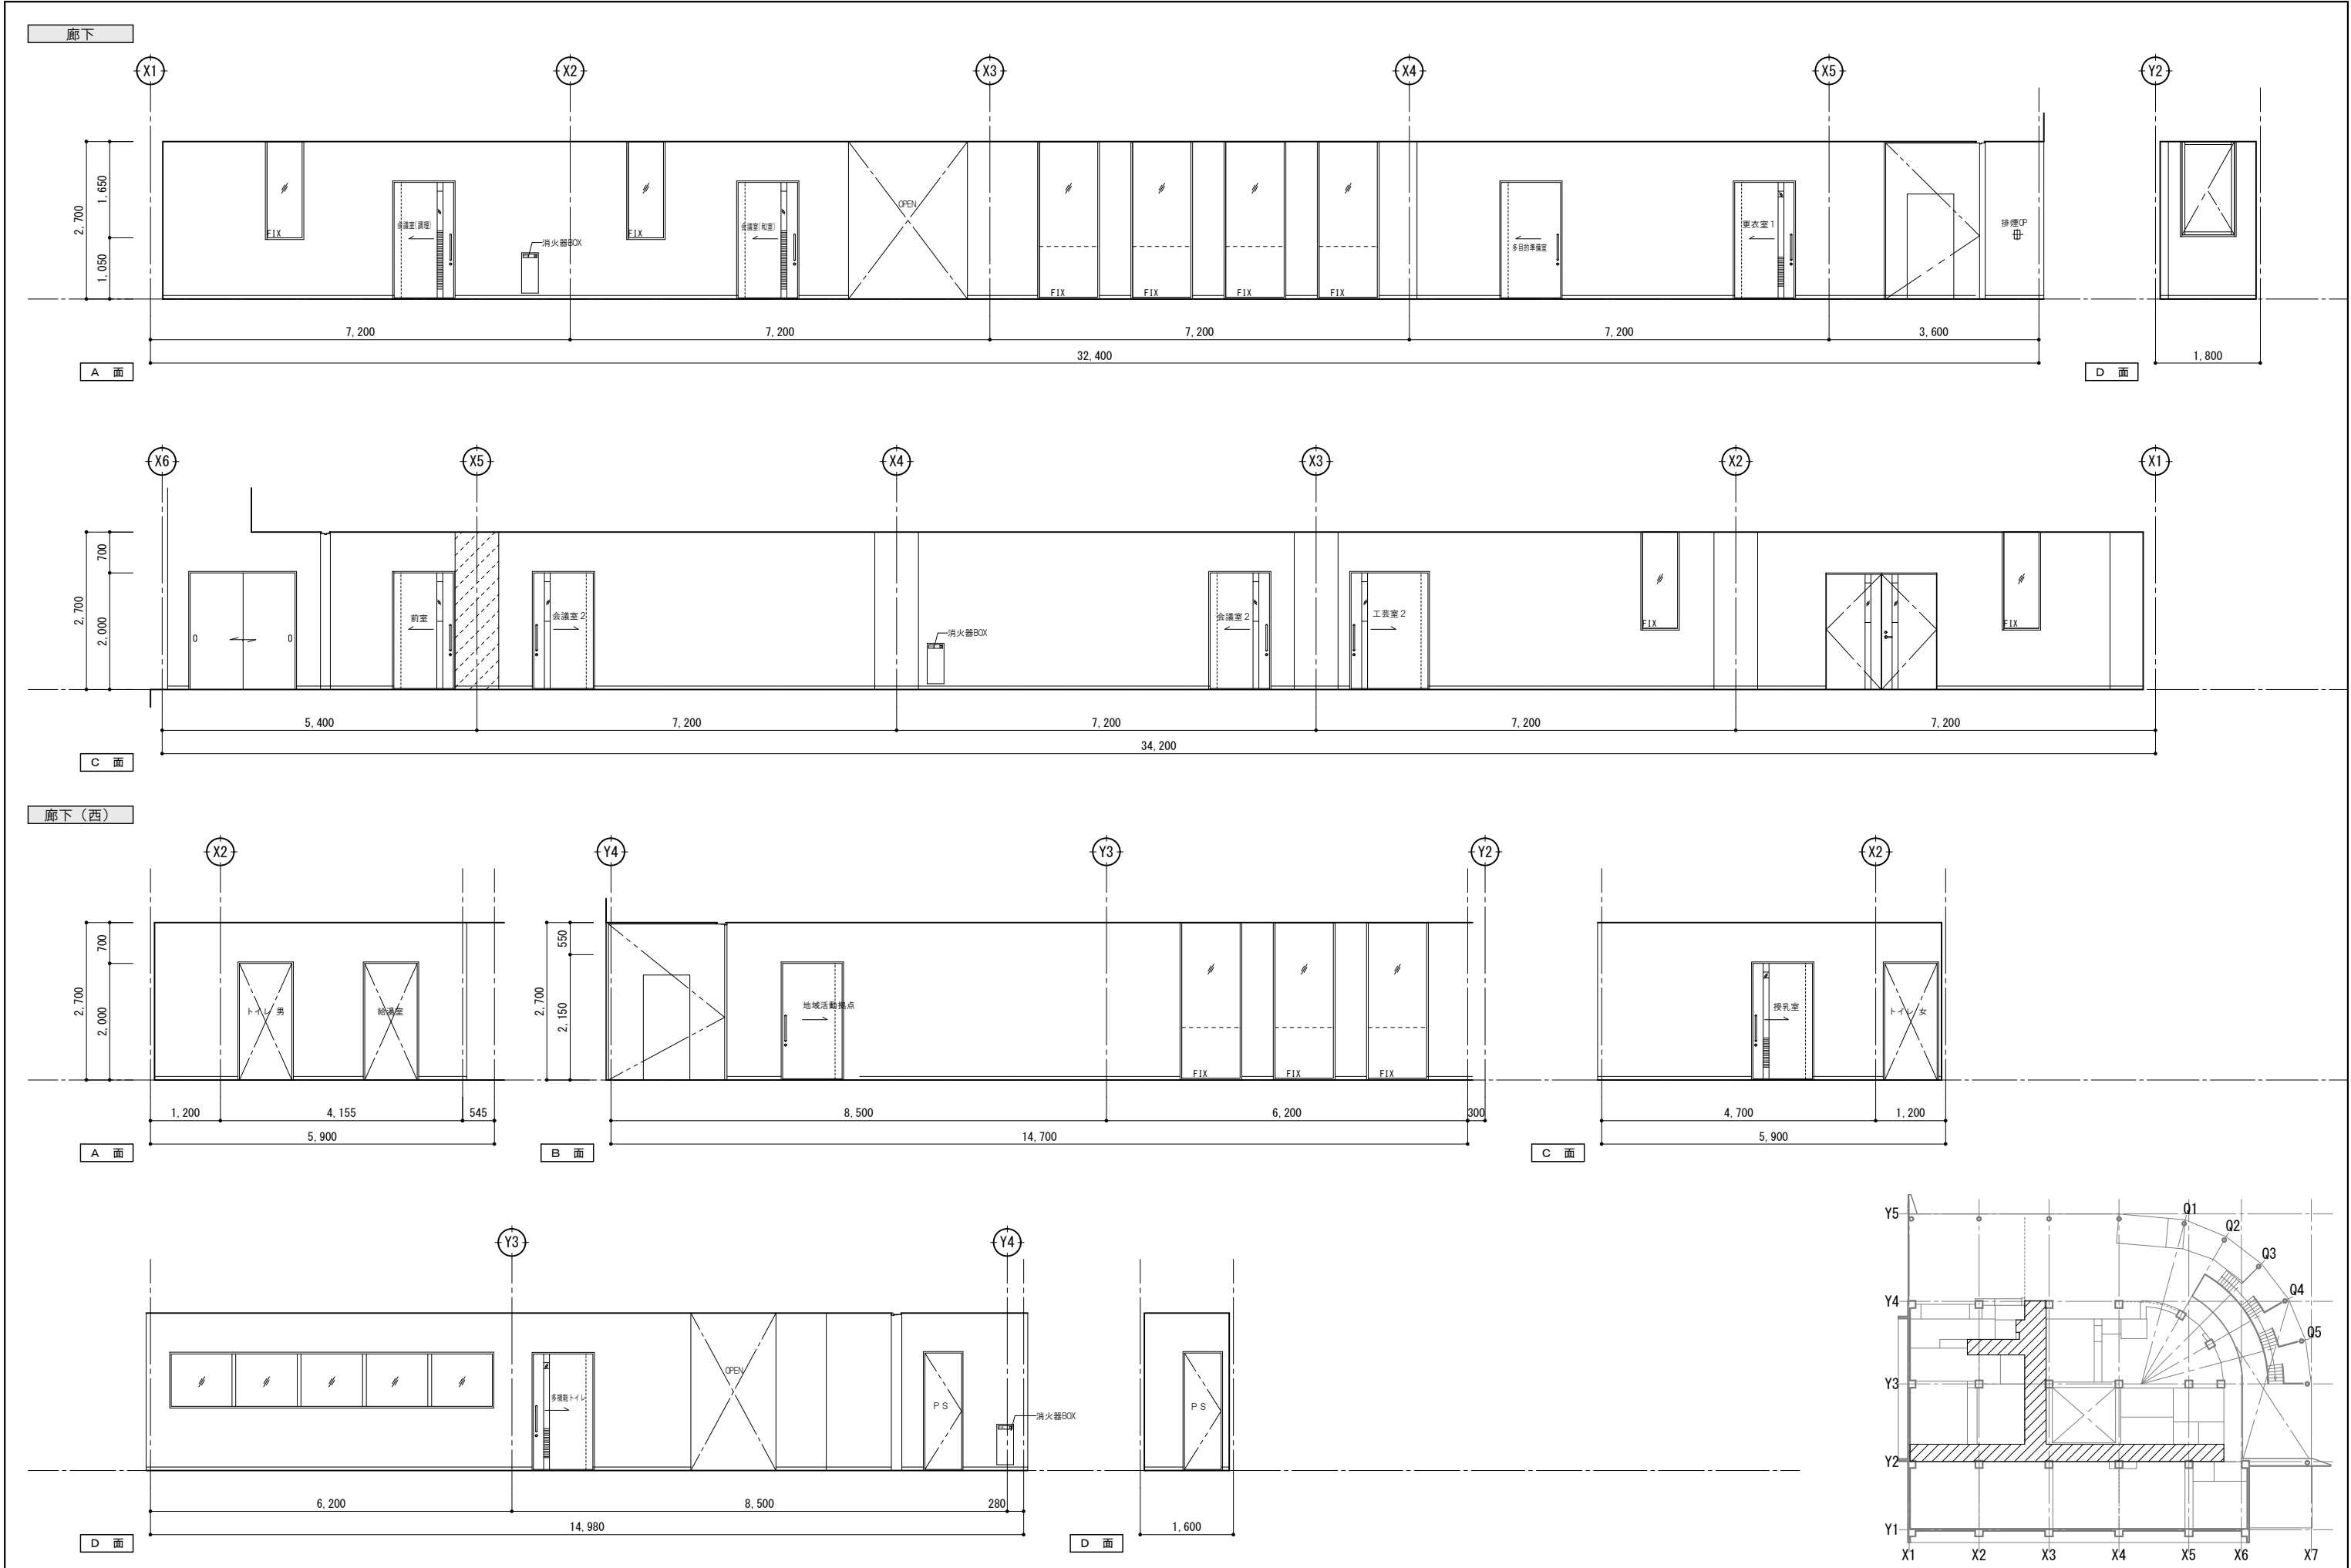 廊下
X1 X2 X3 X4 X5 Y2
2,700 1,650 1,050
FIX 会議室(調理) 消火器BOX FIX 会議室(和室) OPEN FIX FIX FIX FIX 多目的準備室 更衣室1 排煙OP
7,200 7,200 7,200 7,200 3,600
32,400 1,800
A 面 D 面
X6 X5 X4 X3 X2 X1
2,700 700 2,000
前室 会議室2 消火器BOX 会議室2 工芸室2 FIX FIX
5,400 7,200 7,200 7,200 7,200
34,200
C 面
廊下(西)
X2 Y4 Y3 Y2 X2
2,700 700 2,000
トイレ 男 給湯室
1,200 4,155 545
5,900
A 面
2,700 550 2,150
地域活動拠点 FIX FIX FIX
8,500 6,200 300
14,700
B 面
授乳室 トイレ 女
4,700 1,200
5,900
C 面
Y3 Y4
多機能トイレ OPEN PS 消火器BOX
6,200 8,500 280
14,980
D 面
PS
1,600
D 面
Y5 Q1
Q2
Q3
Y4 Q4
Q5
Y3
Y2
Y1
X1 X2 X3 X4 X5 X6 X7